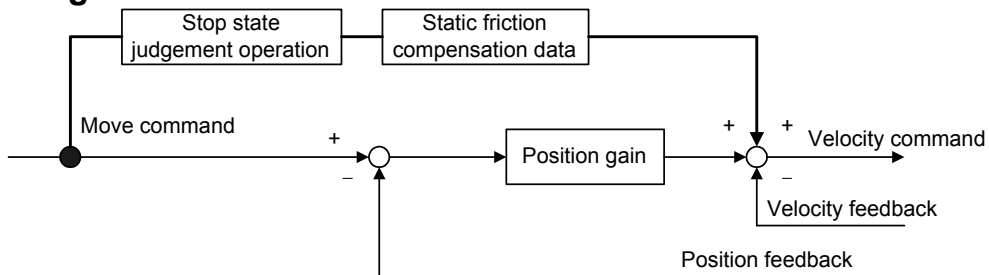 Stop state
judgement operation
Static friction
compensation data
Move command
+
−
Position gain
+
+
−
Velocity command
Velocity feedback
Position feedback